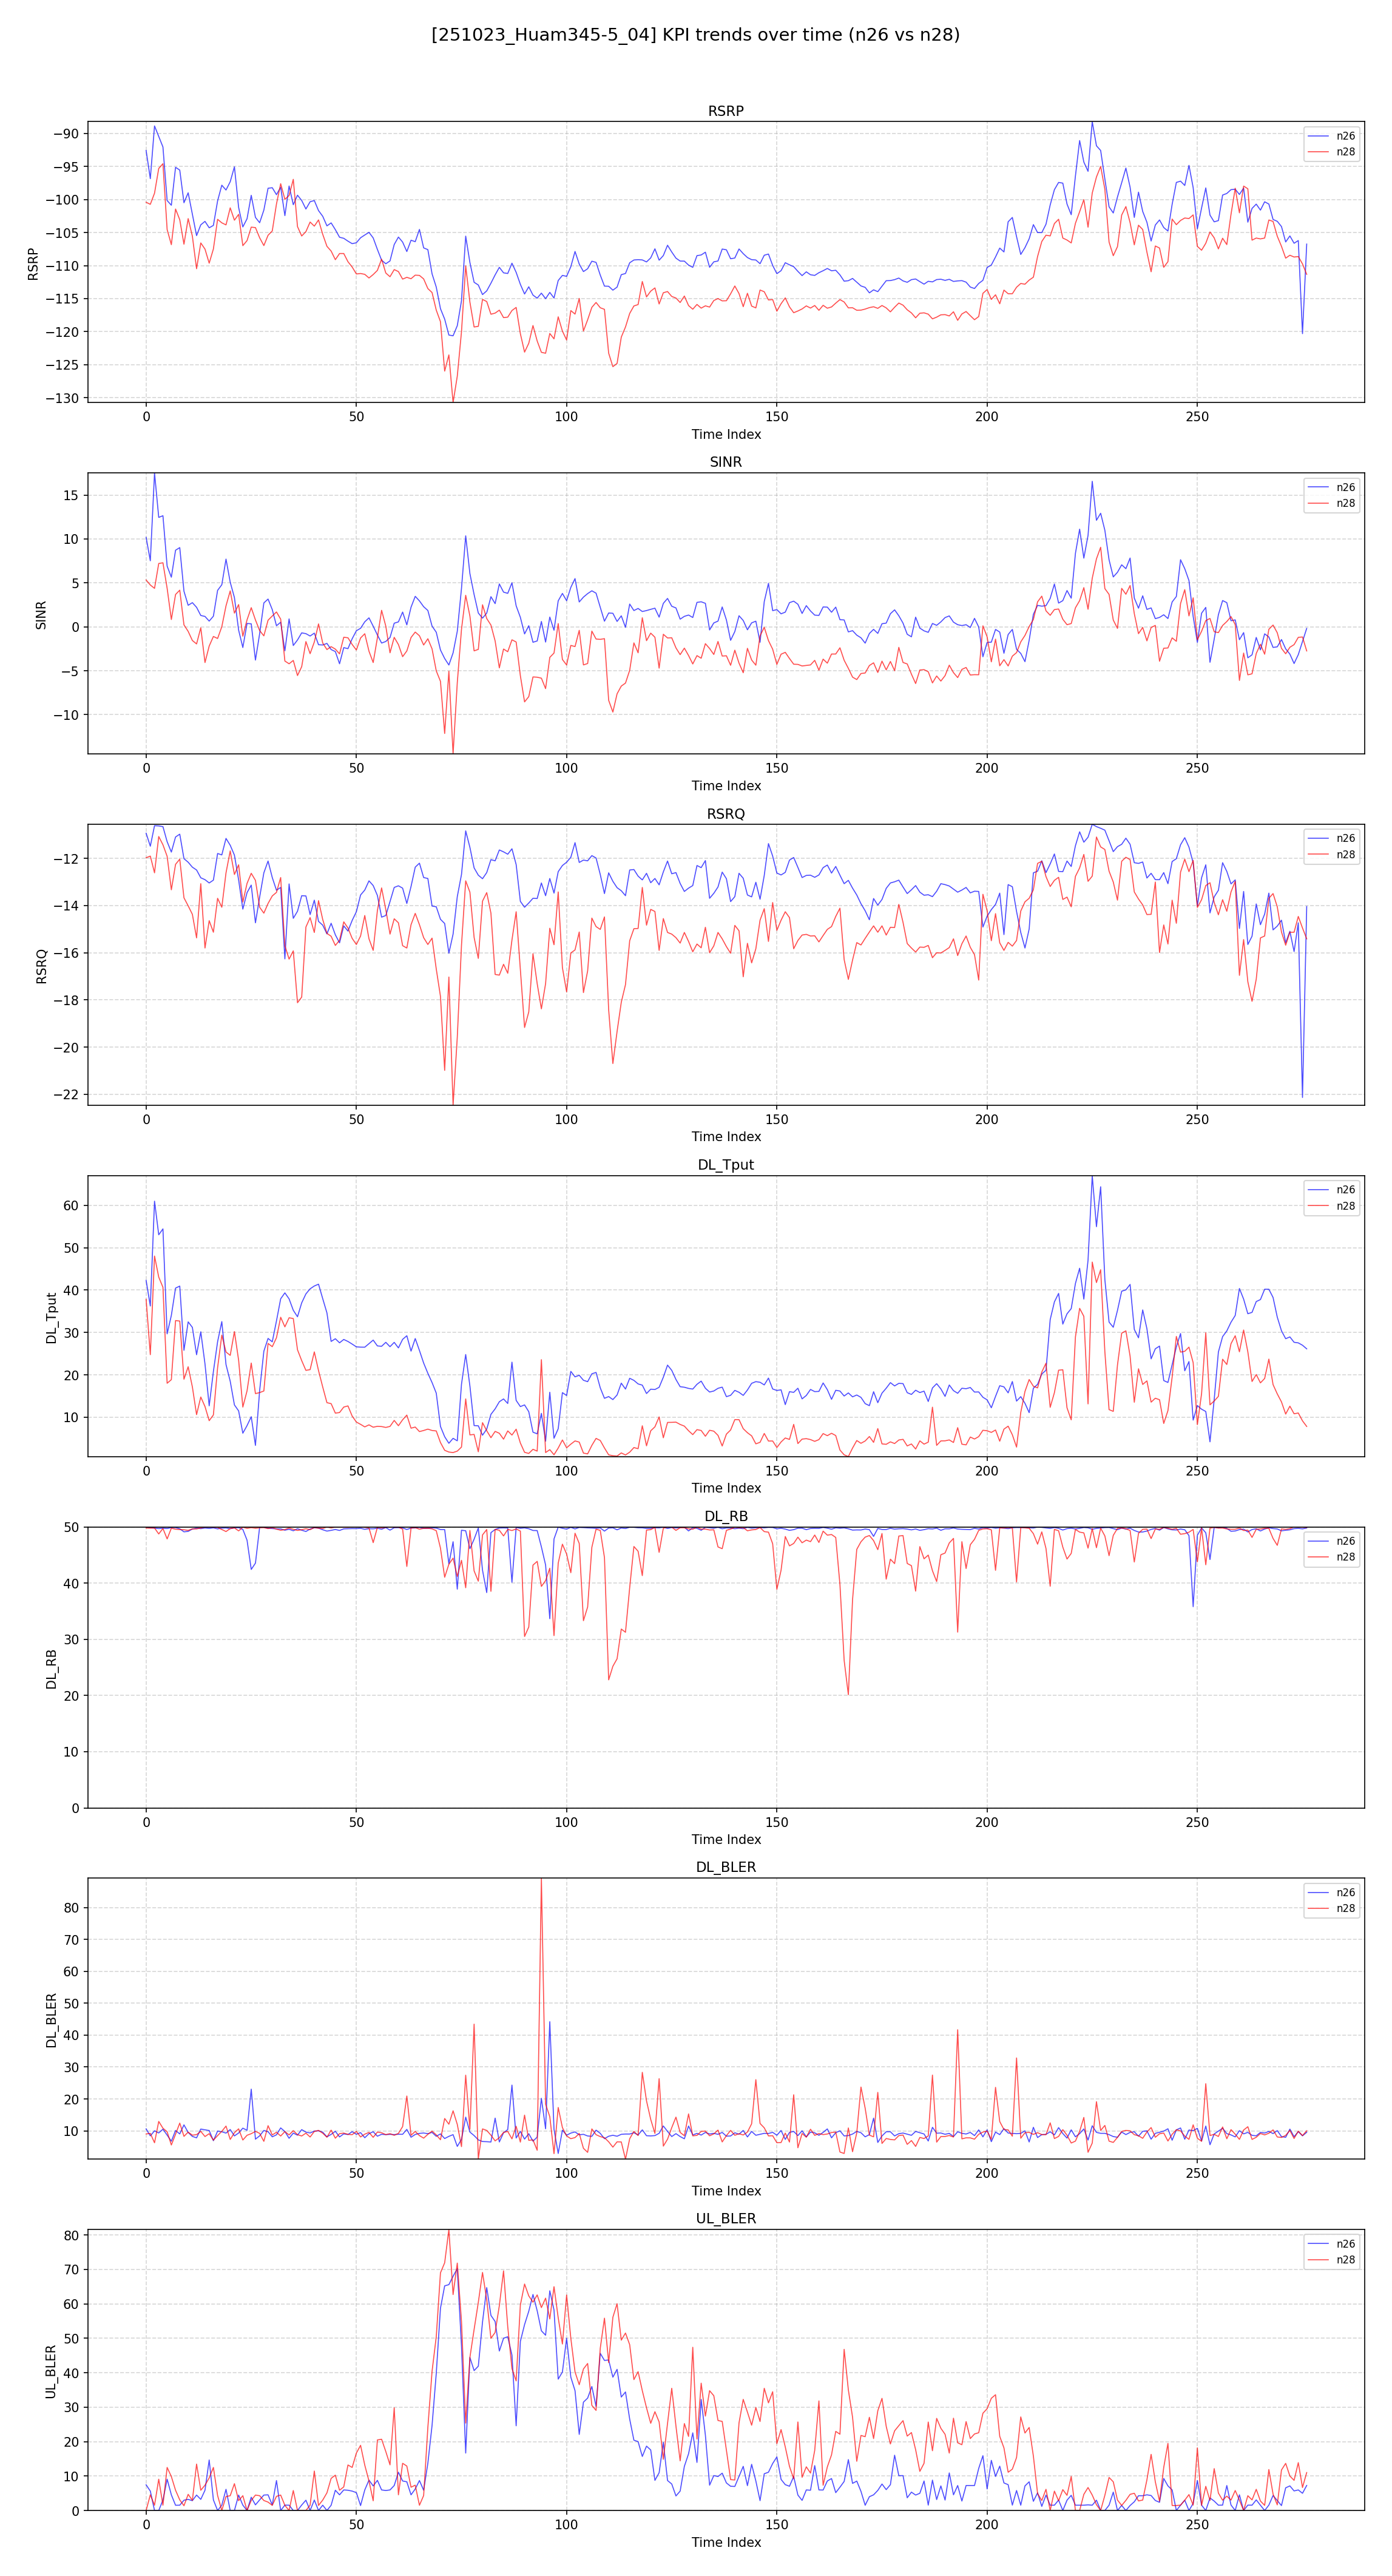 [251023_Huam345-5_04] KPI trends over time (n26 vs n28)
RSRP
n26
n28
−90
−95
−100
−105
−110
−115
−120
−125
−130
RSRP
0 50 100 150 200 250
Time Index
SINR
n26
n28
15
10
5
0
−5
−10
SINR
0 50 100 150 200 250
Time Index
RSRQ
n26
n28
−12
−14
−16
−18
−20
−22
RSRQ
0 50 100 150 200 250
Time Index
DL_Tput
n26
n28
60
50
40
30
20
10
DL_Tput
0 50 100 150 200 250
Time Index
DL_RB
n26
n28
50
40
30
20
10
0
DL_RB
0 50 100 150 200 250
Time Index
DL_BLER
n26
n28
80
70
60
50
40
30
20
10
DL_BLER
0 50 100 150 200 250
Time Index
UL_BLER
n26
n28
80
70
60
50
40
30
20
10
0
UL_BLER
0 50 100 150 200 250
Time Index